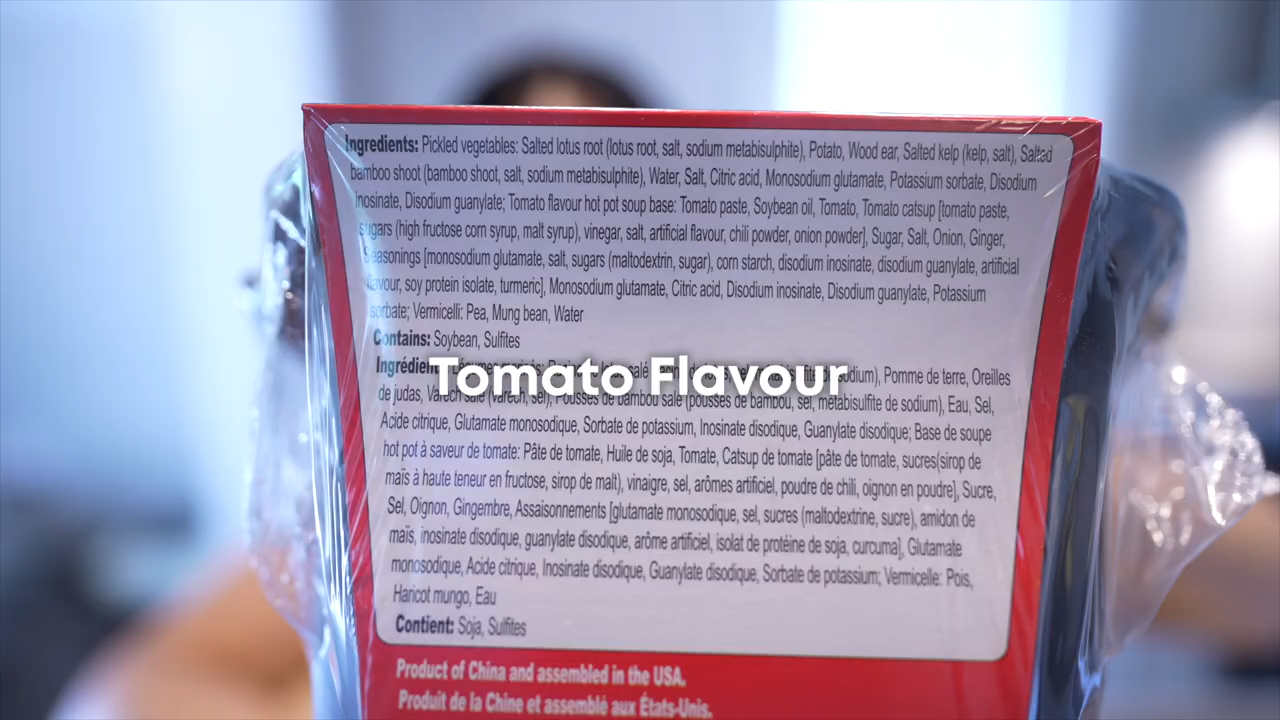 Ingredients: Pickled vegetables: Salted lotus root (lotus root, salt, sodium metabisulphite), Potato, Wood ear, Salted kelp (kelp, salt), Salted
bamboo shoot (bamboo shoot, salt, sodium metabisulphite), Water, Salt, Citric acid, Monosodium glutamate, Potassium sorbate, Disodium
inosinate, Disodium guanylate; Tomato flavour hot pot soup base: Tomato paste, Soybean oil, Tomato, Tomato catsup [tomato paste,
sugars (high fructose corn syrup, malt syrup), vinegar, salt, artificial flavour, chili powder, onion powder], Sugar, Salt, Onion, Ginger,
Seasonings [monosodium glutamate, salt, sugars (maltodextrin, sugar), corn starch, disodium inosinate, disodium guanylate, artificial
flavour, soy protein isolate, turmeric], Monosodium glutamate, Citric acid, Disodium inosinate, Disodium guanylate, Potassium
sorbate; Vermicelli: Pea, Mung bean, Water
Contains: Soybean, Sulfites
sodium), Pomme de terre, Oreilles
Tomato Flavour
de judas, Varech salé (varech, sel), Pousses de bambou salé (pousses de bambou, sel, métabisulfite de sodium), Eau, Sel,
Acide citrique, Glutamate monosodique, Sorbate de potassium, Inosinate disodique, Guanylate disodique; Base de soupe
hot pot à saveur de tomate: Pâte de tomate, Huile de soja, Tomate, Catsup de tomate [pâte de tomate, sucres(sirop de
maïs à haute teneur en fructose, sirop de malt), vinaigre, sel, arômes artificiel, poudre de chili, oignon en poudre], Sucre,
Sel, Oignon, Gingembre, Assaisonnements [glutamate monosodique, sel, sucres (maltodextrine, sucre), amidon de
maïs, inosinate disodique, guanylate disodique, arôme artificiel, isolat de protéine de soja, curcuma], Glutamate
monosodique, Acide citrique, Inosinate disodique, Guanylate disodique, Sorbate de potassium; Vermicelle: Pois,
Haricot mungo, Eau
Contient: Soja, Sulfites
Product of China and assembled in the USA.
Produit de la Chine et assemblé aux États-Unis.